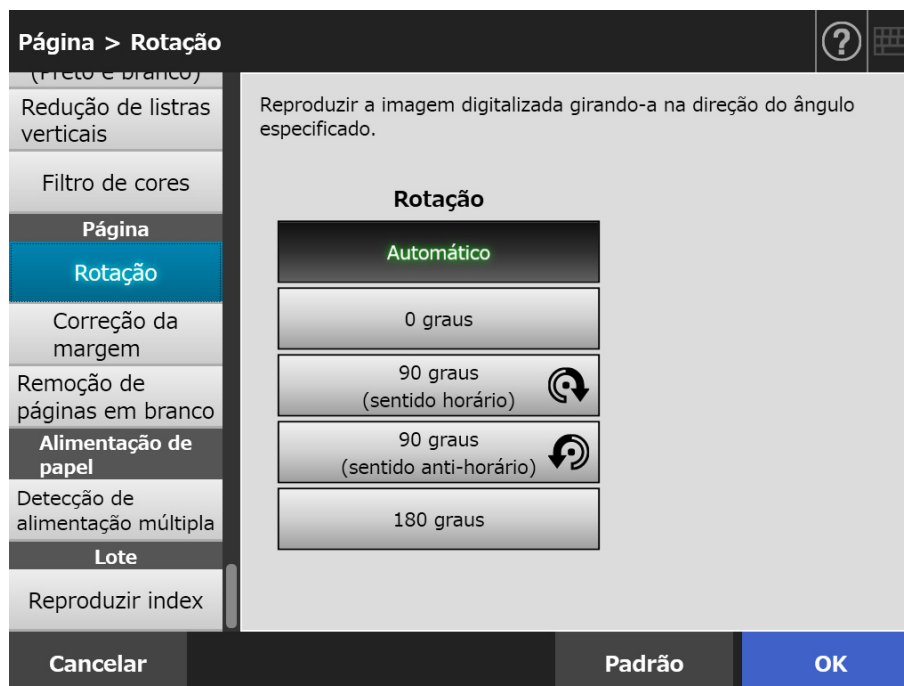 Página > Rotação
?
(Preto e branco)
Redução de listras
verticais
Filtro de cores
Página
Rotação
Correção da
margem
Remoção de
páginas em branco
Alimentação de
papel
Detecção de
alimentação múltipla
Lote
Reproduzir index
Reproduzir a imagem digitalizada girando-a na direção do ângulo
especificado.
Rotação
Automático
0 graus
90 graus
(sentido horário)
90 graus
(sentido anti-horário)
180 graus
Cancelar
Padrão
OK